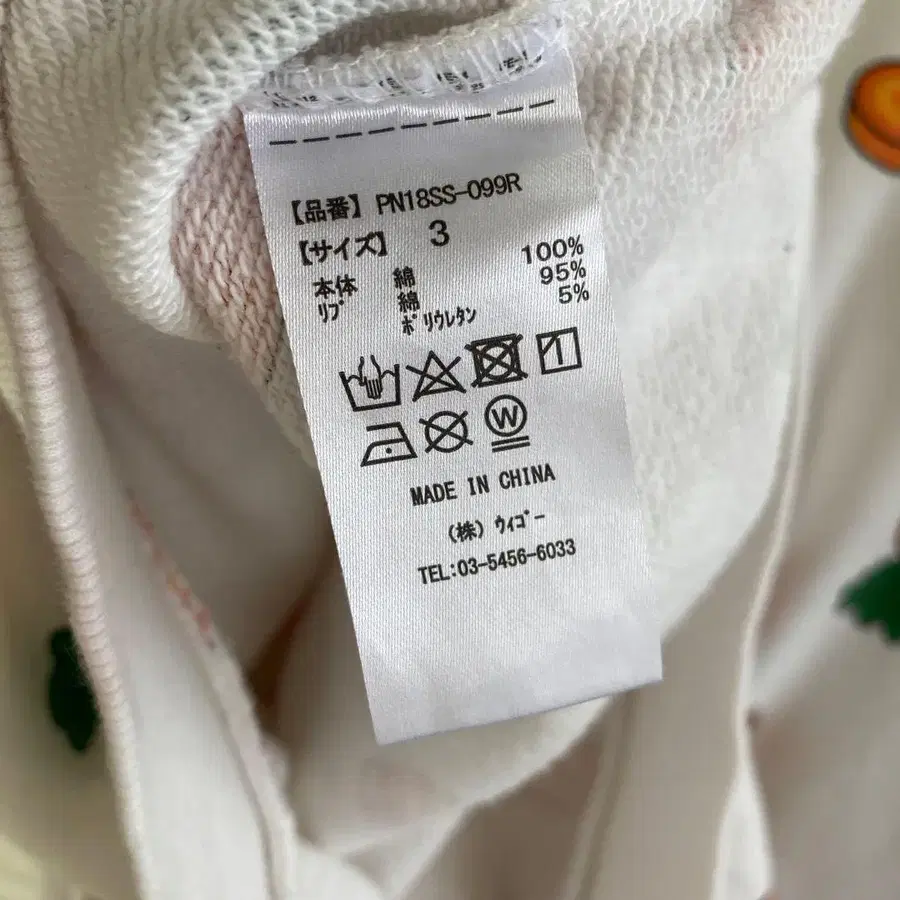 【品番】 PN18SS-099R
【サイズ】 3
本体 綿 100%
リブ 綿 95%
ﾎﾟﾘｳﾚﾀﾝ 5%
W
MADE IN CHINA
(株) ｳｨｺﾞｰ
TEL:03-5456-6033